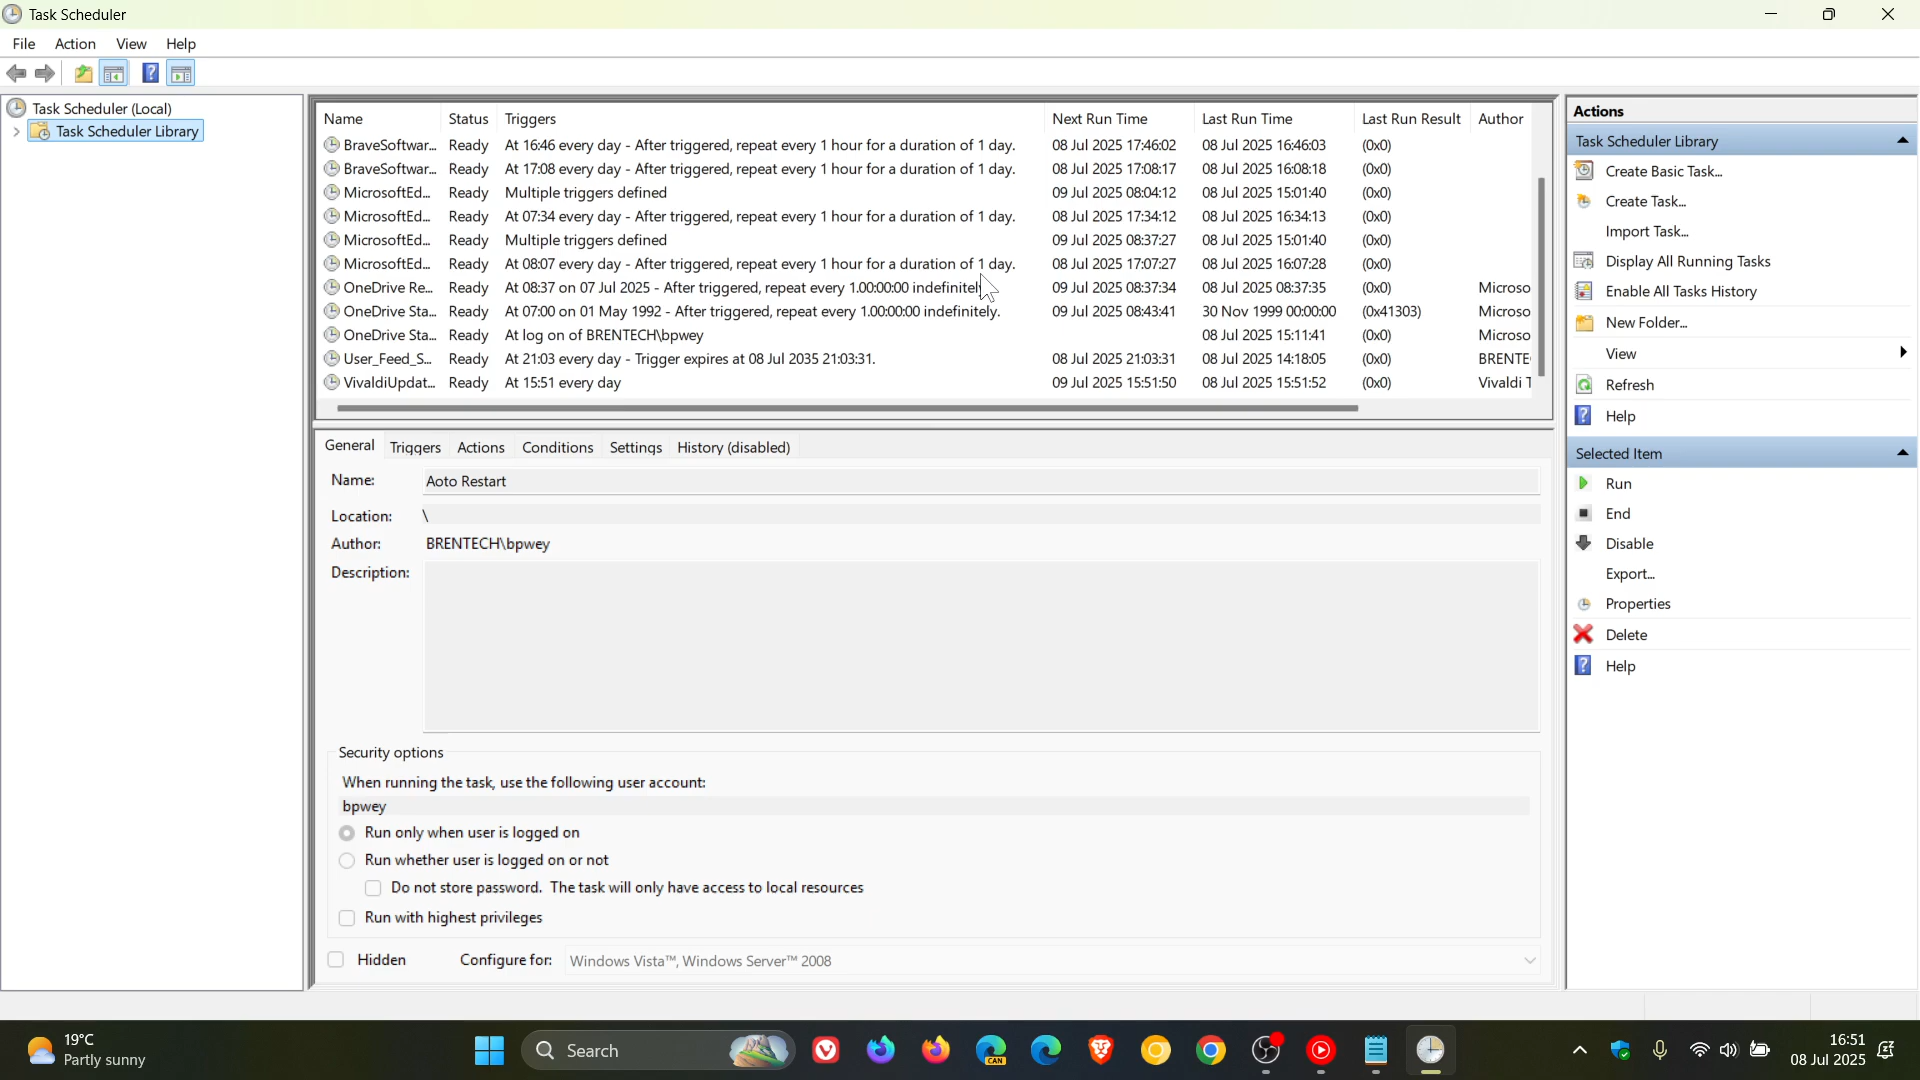 Task Scheduler
File Action View Help
Task Scheduler (Local)
Task Scheduler Library
Name Status Triggers Next Run Time Last Run Time Last Run Result Author
BraveSoftwar... Ready At 16:46 every day - After triggered, repeat every 1 hour for a duration of 1 day. 08 Jul 2025 17:46:02 08 Jul 2025 16:46:03 (0x0)
BraveSoftwar... Ready At 17:08 every day - After triggered, repeat every 1 hour for a duration of 1 day. 08 Jul 2025 17:08:17 08 Jul 2025 16:08:18 (0x0)
MicrosoftEd... Ready Multiple triggers defined 09 Jul 2025 08:04:12 08 Jul 2025 15:01:40 (0x0)
MicrosoftEd... Ready At 07:34 every day - After triggered, repeat every 1 hour for a duration of 1 day. 08 Jul 2025 17:34:12 08 Jul 2025 16:34:13 (0x0)
MicrosoftEd... Ready Multiple triggers defined 09 Jul 2025 08:37:27 08 Jul 2025 15:01:40 (0x0)
MicrosoftEd... Ready At 08:07 every day - After triggered, repeat every 1 hour for a duration of 1 day. 08 Jul 2025 17:07:27 08 Jul 2025 16:07:28 (0x0)
OneDrive Re... Ready At 08:37 on 07 Jul 2025 - After triggered, repeat every 1.00:00:00 indefinitel 09 Jul 2025 08:37:34 08 Jul 2025 08:37:35 (0x0) Microso
OneDrive Sta... Ready At 07:00 on 01 May 1992 - After triggered, repeat every 1.00:00:00 indefinitely. 09 Jul 2025 08:43:41 30 Nov 1999 00:00:00 (0x41303) Microso
OneDrive Sta... Ready At log on of BRENTECH\bpwey 08 Jul 2025 15:11:41 (0x0) Microso
User_Feed_S... Ready At 21:03 every day - Trigger expires at 08 Jul 2035 21:03:31. 08 Jul 2025 21:03:31 08 Jul 2025 14:18:05 (0x0) BRENTE
VivaldiUpdat... Ready At 15:51 every day 09 Jul 2025 15:51:50 08 Jul 2025 15:51:52 (0x0) Vivaldi T
General Triggers Actions Conditions Settings History (disabled)
Name: Aoto Restart
Location: \
Author: BRENTECH\bpwey
Description:
Security options
When running the task, use the following user account:
bpwey
Run only when user is logged on
Run whether user is logged on or not
Do not store password. The task will only have access to local resources
Run with highest privileges
Hidden Configure for: Windows Vista™, Windows Server™ 2008
Actions
Task Scheduler Library
Create Basic Task...
Create Task...
Import Task...
Display All Running Tasks
Enable All Tasks History
New Folder...
View
Refresh
Help
Selected Item
Run
End
Disable
Export...
Properties
Delete
Help
19°C
Partly sunny
Search
CAN
16:51
08 Jul 2025